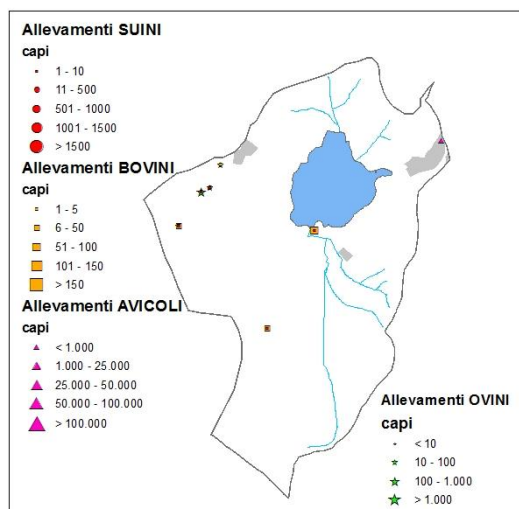 Allevamenti SUINI
capi
1 - 10
11 - 500
501 - 1000
1001 - 1500
> 1500
Allevamenti BOVINI
capi
1 - 5
6 - 50
51 - 100
101 - 150
> 150
Allevamenti AVICOLI
capi
< 1.000
1.000 - 25.000
25.000 - 50.000
50.000 - 100.000
> 100.000
Allevamenti OVINI
capi
< 10
10 - 100
100 - 1.000
> 1.000